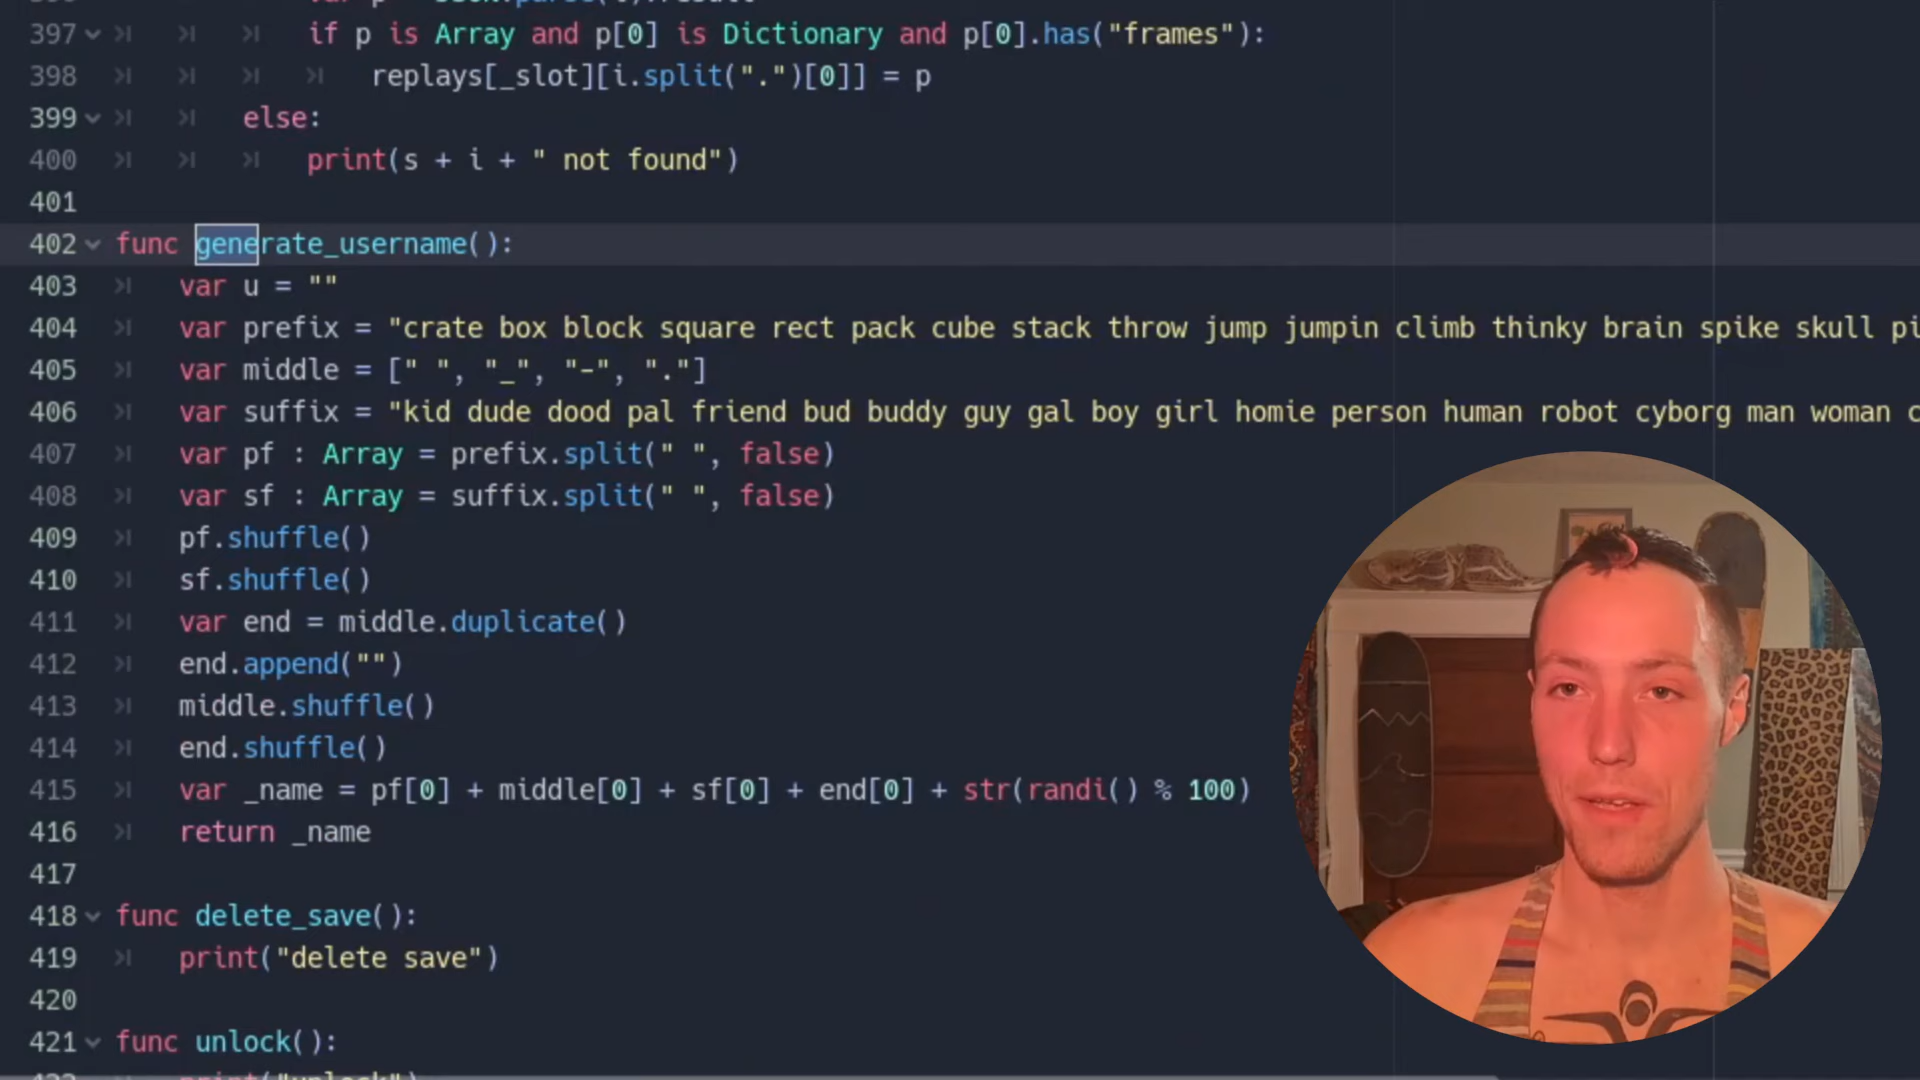 397 if p is Array and p[0] is Dictionary and p[0].has("frames"):
398 replays[_slot][i.split(".")[0]] = p
399 else:
400 print(s + i + " not found")
401
402 func generate_username():
403 var u = ""
404 var prefix = "crate box block square rect pack cube stack throw jump jumpin climb thinky brain spike skull pi
405 var middle = [" ", "_", "-", "."]
406 var suffix = "kid dude dood pal friend bud buddy guy gal boy girl homie person human robot cyborg man woman c
407 var pf : Array = prefix.split(" ", false)
408 var sf : Array = suffix.split(" ", false)
409 pf.shuffle()
410 sf.shuffle()
411 var end = middle.duplicate()
412 end.append("")
413 middle.shuffle()
414 end.shuffle()
415 var _name = pf[0] + middle[0] + sf[0] + end[0] + str(randi() % 100)
416 return _name
417
418 func delete_save():
419 print("delete save")
420
421 func unlock():